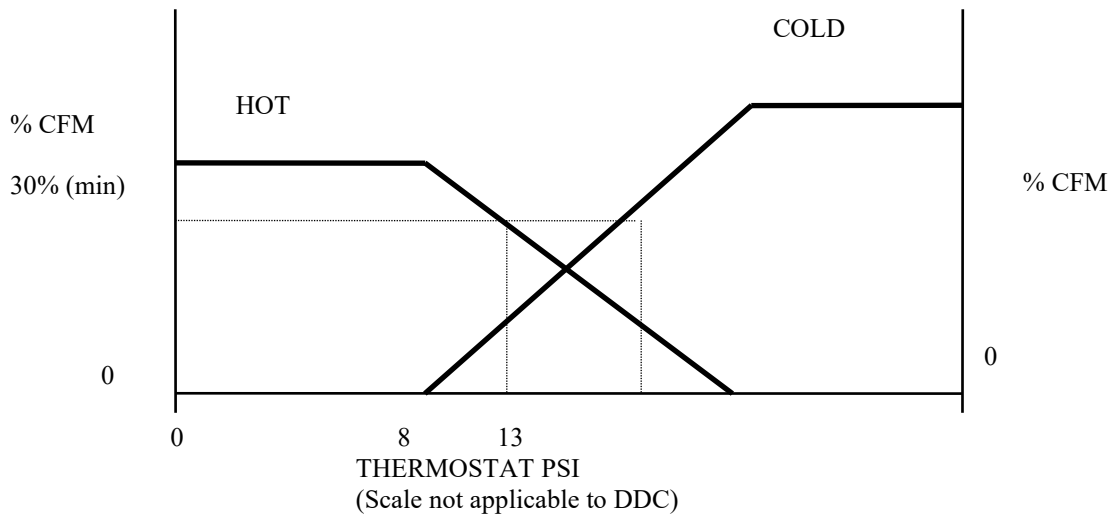 COLD
HOT
% CFM
30% (min)
% CFM
0
0
0 8 13
THERMOSTAT PSI
(Scale not applicable to DDC)